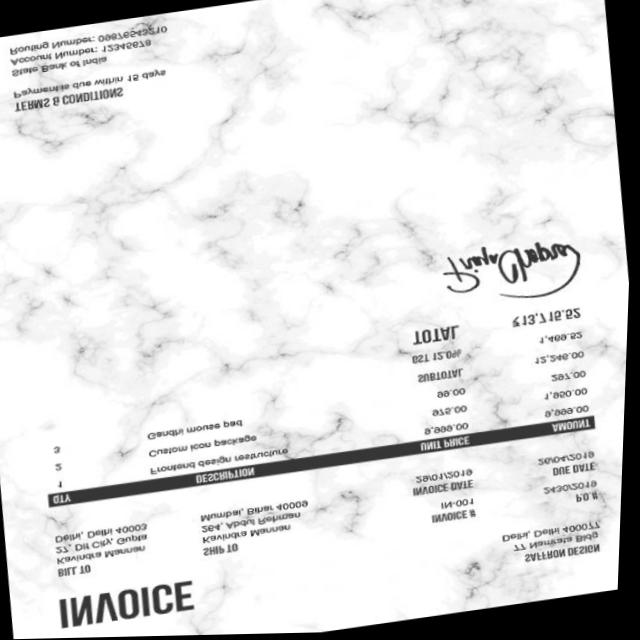 INVOICE
SAFFRON DESIGN
77 Namrata Bldg
Delhi, Delhi 400077
BILL TO
Kavindra Mannan
27, Dlf City, Gupta
Delhi, Delhi 40003
SHIP TO
Kavindra Mannan
264, Abdul Rehman
Mumbai, Bihar 40009
INVOICE #
IN-001
INVOICE DATE
29/01/2019
P.O.#
2430/2019
DUE DATE
26/04/2019
QTY DESCRIPTION UNIT PRICE AMOUNT
1 Frontend design restructure 9,999.00 9,999.00
2 Custom icon package 975.00 1,950.00
3 Gandhi mouse pad 99.00 297.00
SUBTOTAL 12,246.00
GST 12.0% 1,469.52
TOTAL ₹13,715.52
Priya Chopra
TERMS & CONDITIONS
Payment is due within 15 days
State Bank of India
Account Number: 12345678
Routing Number: 09876543210